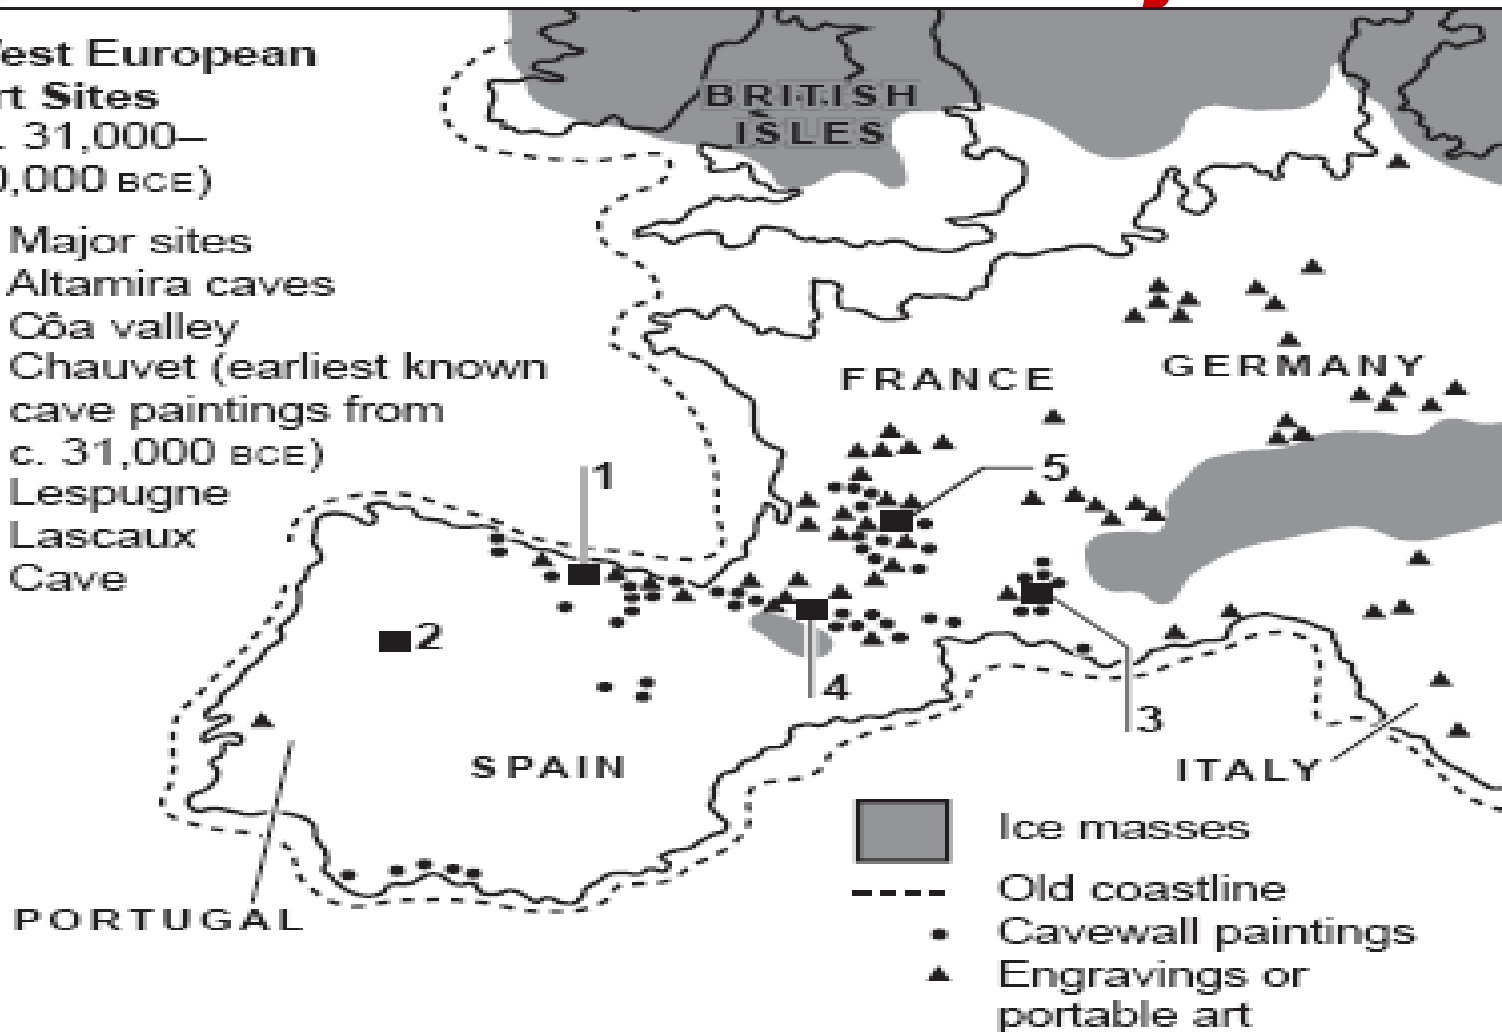 est European
rt Sites
. 31,000–
0,000 BCE)
Major sites
Altamira caves
Côa valley
Chauvet (earliest known
cave paintings from
c. 31,000 BCE)
Lespugne
Lascaux
Cave
BRITISH
ISLES
FRANCE
GERMANY
1
5
2
4
3
SPAIN
ITALY
PORTUGAL
Ice masses
Old coastline
Cavewall paintings
Engravings or
portable art